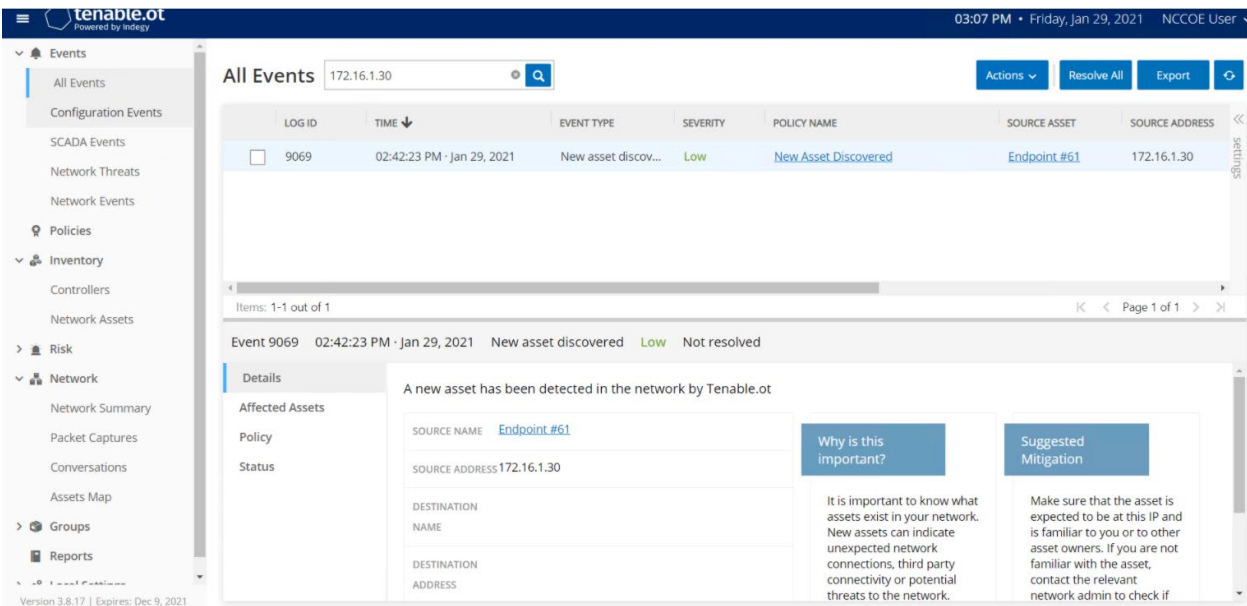 tenable.ot
Powered by Indegy
03:07 PM • Friday, Jan 29, 2021 NCCOE User
Events
All Events
Configuration Events
SCADA Events
Network Threats
Network Events
Policies
Inventory
Controllers
Network Assets
Risk
Network
Network Summary
Packet Captures
Conversations
Assets Map
Groups
Reports
Local Settings
Version 3.8.17 | Expires: Dec 9, 2021
All Events 172.16.1.30 Actions Resolve All Export
LOG ID TIME EVENT TYPE SEVERITY POLICY NAME SOURCE ASSET SOURCE ADDRESS
9069 02:42:23 PM · Jan 29, 2021 New asset discov... Low New Asset Discovered Endpoint #61 172.16.1.30
settings
Items: 1-1 out of 1 Page 1 of 1
Event 9069 02:42:23 PM · Jan 29, 2021 New asset discovered Low Not resolved
Details
Affected Assets
Policy
Status
A new asset has been detected in the network by Tenable.ot
SOURCE NAME Endpoint #61
SOURCE ADDRESS 172.16.1.30
DESTINATION
NAME
DESTINATION
ADDRESS
Why is this
important?
It is important to know what
assets exist in your network.
New assets can indicate
unexpected network
connections, third party
connectivity or potential
threats to the network.
Suggested
Mitigation
Make sure that the asset is
expected to be at this IP and
is familiar to you or to other
asset owners. If you are not
familiar with the asset,
contact the relevant
network admin to check if